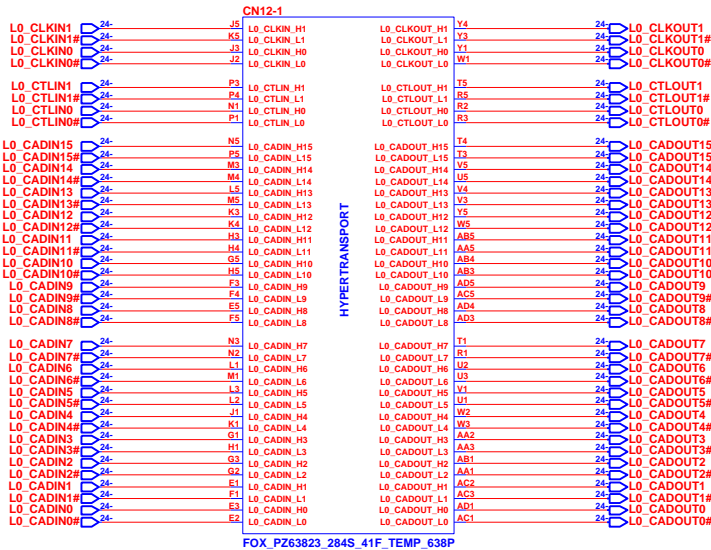 CN12-1
L0_CLKIN1 24- J5 L0_CLKIN_H1 L0_CLKOUT_H1 Y4 24- L0_CLKOUT1
L0_CLKIN1# 24- K5 L0_CLKIN_L1 L0_CLKOUT_L1 Y3 24- L0_CLKOUT1#
L0_CLKIN0 24- J3 L0_CLKIN_H0 L0_CLKOUT_H0 Y1 24- L0_CLKOUT0
L0_CLKIN0# 24- J2 L0_CLKIN_L0 L0_CLKOUT_L0 W1 24- L0_CLKOUT0#
L0_CTLIN1 24- P3 L0_CTLIN_H1 L0_CTLOUT_H1 T5 24- L0_CTLOUT1
L0_CTLIN1# 24- P4 L0_CTLIN_L1 L0_CTLOUT_L1 R5 24- L0_CTLOUT1#
L0_CTLIN0 24- N1 L0_CTLIN_H0 L0_CTLOUT_H0 R2 24- L0_CTLOUT0
L0_CTLIN0# 24- P1 L0_CTLIN_L0 L0_CTLOUT_L0 R3 24- L0_CTLOUT0#
L0_CADIN15 24- N5 L0_CADIN_H15 L0_CADOUT_H15 T4 24- L0_CADOUT15
L0_CADIN15# 24- P5 L0_CADIN_L15 L0_CADOUT_L15 T3 24- L0_CADOUT15
L0_CADIN14 24- M3 L0_CADIN_H14 L0_CADOUT_H14 V5 24- L0_CADOUT14
L0_CADIN14# 24- M4 L0_CADIN_L14 L0_CADOUT_L14 U5 24- L0_CADOUT14
L0_CADIN13 24- L5 L0_CADIN_H13 L0_CADOUT_H13 V4 24- L0_CADOUT13
L0_CADIN13# 24- M5 L0_CADIN_L13 L0_CADOUT_L13 V3 24- L0_CADOUT13
L0_CADIN12 24- K3 L0_CADIN_H12 L0_CADOUT_H12 Y5 24- L0_CADOUT12
L0_CADIN12# 24- K4 L0_CADIN_L12 L0_CADOUT_L12 W5 24- L0_CADOUT12
L0_CADIN11 24- H3 L0_CADIN_H11 L0_CADOUT_H11 AB5 24- L0_CADOUT11
L0_CADIN11# 24- H4 L0_CADIN_L11 L0_CADOUT_L11 AA5 24- L0_CADOUT11
L0_CADIN10 24- G5 L0_CADIN_H10 L0_CADOUT_H10 AB4 24- L0_CADOUT10
L0_CADIN10# 24- H5 L0_CADIN_L10 L0_CADOUT_L10 AB3 24- L0_CADOUT10
L0_CADIN9 24- F3 L0_CADIN_H9 L0_CADOUT_H9 AD5 24- L0_CADOUT9
L0_CADIN9# 24- F4 L0_CADIN_L9 L0_CADOUT_L9 AC5 24- L0_CADOUT9#
L0_CADIN8 24- E5 L0_CADIN_H8 L0_CADOUT_H8 AD4 24- L0_CADOUT8
L0_CADIN8# 24- F5 L0_CADIN_L8 L0_CADOUT_L8 AD3 24- L0_CADOUT8#
HYPERTRANSPORT
L0_CADIN7 24- N3 L0_CADIN_H7 L0_CADOUT_H7 T1 24- L0_CADOUT7
L0_CADIN7# 24- N2 L0_CADIN_L7 L0_CADOUT_L7 R1 24- L0_CADOUT7#
L0_CADIN6 24- L1 L0_CADIN_H6 L0_CADOUT_H6 U2 24- L0_CADOUT6
L0_CADIN6# 24- M1 L0_CADIN_L6 L0_CADOUT_L6 U3 24- L0_CADOUT6#
L0_CADIN5 24- L3 L0_CADIN_H5 L0_CADOUT_H5 V1 24- L0_CADOUT5
L0_CADIN5# 24- L2 L0_CADIN_L5 L0_CADOUT_L5 U1 24- L0_CADOUT5#
L0_CADIN4 24- J1 L0_CADIN_H4 L0_CADOUT_H4 W2 24- L0_CADOUT4
L0_CADIN4# 24- K1 L0_CADIN_L4 L0_CADOUT_L4 W3 24- L0_CADOUT4#
L0_CADIN3 24- G1 L0_CADIN_H3 L0_CADOUT_H3 AA2 24- L0_CADOUT3
L0_CADIN3# 24- H1 L0_CADIN_L3 L0_CADOUT_L3 AA3 24- L0_CADOUT3#
L0_CADIN2 24- G3 L0_CADIN_H2 L0_CADOUT_H2 AB1 24- L0_CADOUT2
L0_CADIN2# 24- G2 L0_CADIN_L2 L0_CADOUT_L2 AA1 24- L0_CADOUT2#
L0_CADIN1 24- E1 L0_CADIN_H1 L0_CADOUT_H1 AC2 24- L0_CADOUT1
L0_CADIN1# 24- F1 L0_CADIN_L1 L0_CADOUT_L1 AC3 24- L0_CADOUT1#
L0_CADIN0 24- E3 L0_CADIN_H0 L0_CADOUT_H0 AD1 24- L0_CADOUT0
L0_CADIN0# 24- E2 L0_CADIN_L0 L0_CADOUT_L0 AC1 24- L0_CADOUT0#
FOX_PZ63823_284S_41F_TEMP_638P